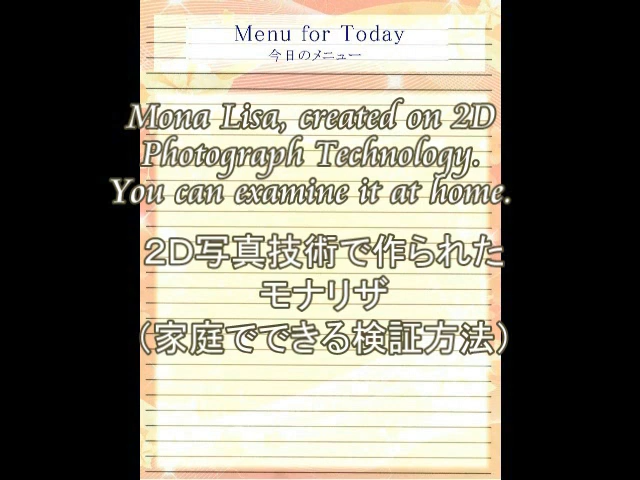 Menu for Today
今日のメニュー
Mona Lisa, created on 2D
Photograph Technology.
You can examine it at home.
２Ｄ写真技術で作られた
モナリザ
（家庭でできる検証方法）